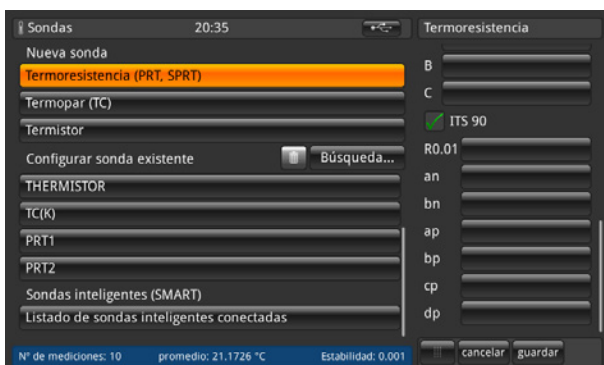 Sondas 20:35 Termoresistencia
Nueva sonda
Termoresistencia (PRT, SPRT)
Termopar (TC)
Termistor
Configurar sonda existente Búsqueda...
THERMISTOR
TC(K)
PRT1
PRT2
Sondas inteligentes (SMART)
Listado de sondas inteligentes conectadas
Nº de mediciones: 10 promedio: 21.1726 °C Estabilidad: 0.001
B
C
ITS 90
R0.01
an
bn
ap
bp
cp
dp
cancelar guardar